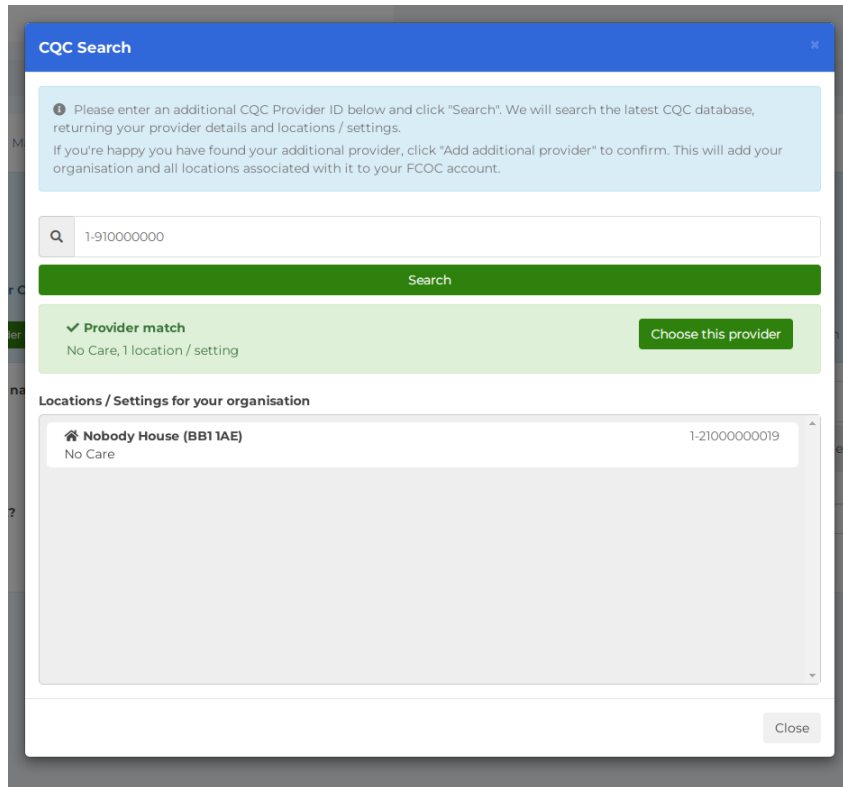 CQC Search
×
Please enter an additional CQC Provider ID below and click "Search". We will search the latest CQC database,
returning your provider details and locations / settings.
If you're happy you have found your additional provider, click "Add additional provider" to confirm. This will add your
organisation and all locations associated with it to your FCOC account.
1-910000000
Search
Provider match
Choose this provider
No Care, 1 location / setting
Locations / Settings for your organisation
Nobody House (BB1 1AE) 1-21000000019
No Care
Close